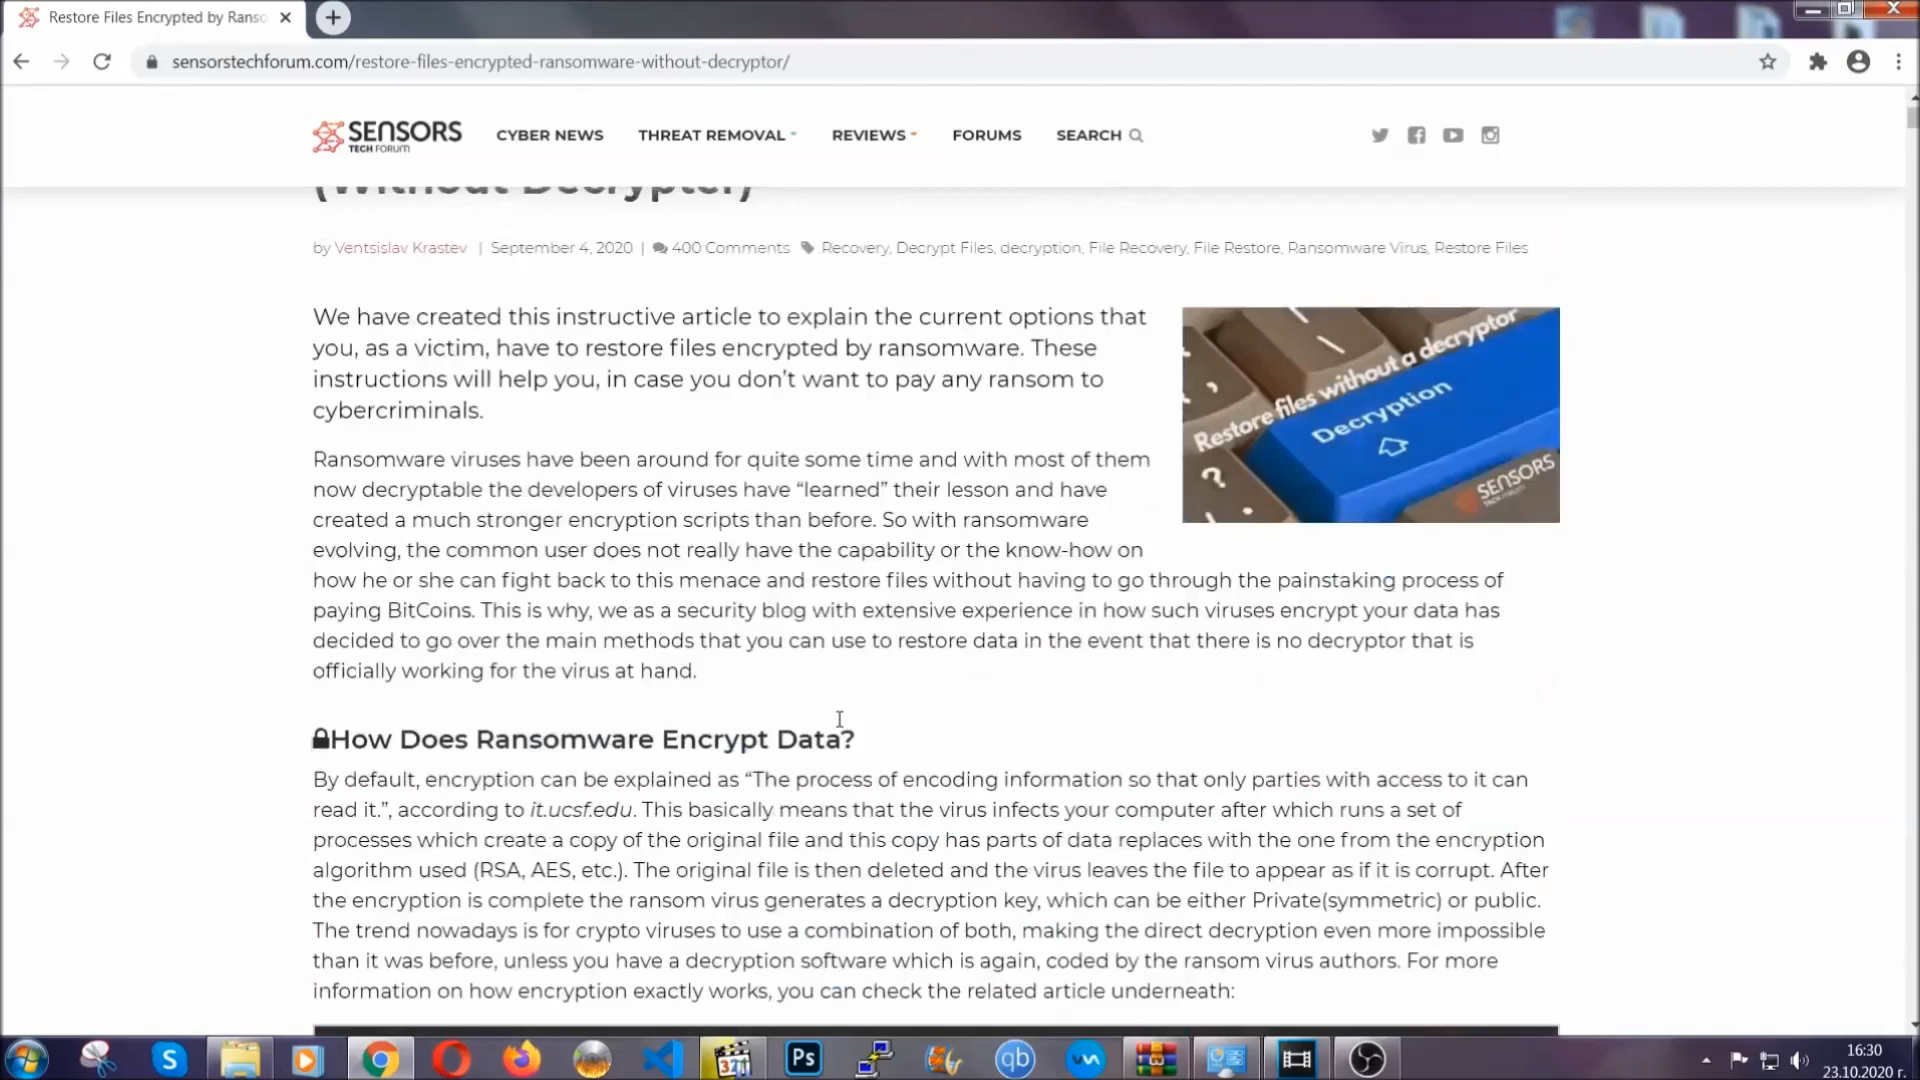 Restore Files Encrypted by Ranso
sensorstechforum.com/restore-files-encrypted-ransomware-without-decryptor/
SENSORS
TECH FORUM
CYBER NEWS THREAT REMOVAL REVIEWS FORUMS SEARCH
(Without Decrypter)
by Ventsislav Krastev | September 4, 2020 | 400 Comments Recovery, Decrypt Files, decryption, File Recovery, File Restore, Ransomware Virus, Restore Files
We have created this instructive article to explain the current options that
you, as a victim, have to restore files encrypted by ransomware. These
instructions will help you, in case you don’t want to pay any ransom to
cybercriminals.
Restore files without a decryptor
Decryption
SENSORS
TECH FORUM
Ransomware viruses have been around for quite some time and with most of them
now decryptable the developers of viruses have “learned” their lesson and have
created a much stronger encryption scripts than before. So with ransomware
evolving, the common user does not really have the capability or the know-how on
how he or she can fight back to this menace and restore files without having to go through the painstaking process of
paying BitCoins. This is why, we as a security blog with extensive experience in how such viruses encrypt your data has
decided to go over the main methods that you can use to restore data in the event that there is no decryptor that is
officially working for the virus at hand.
How Does Ransomware Encrypt Data?
By default, encryption can be explained as “The process of encoding information so that only parties with access to it can
read it.”, according to it.ucsf.edu. This basically means that the virus infects your computer after which runs a set of
processes which create a copy of the original file and this copy has parts of data replaces with the one from the encryption
algorithm used (RSA, AES, etc.). The original file is then deleted and the virus leaves the file to appear as if it is corrupt. After
the encryption is complete the ransom virus generates a decryption key, which can be either Private(symmetric) or public.
The trend nowadays is for crypto viruses to use a combination of both, making the direct decryption even more impossible
than it was before, unless you have a decryption software which is again, coded by the ransom virus authors. For more
information on how encryption exactly works, you can check the related article underneath:
321
Ps
qb
16:30
23.10.2020 г.